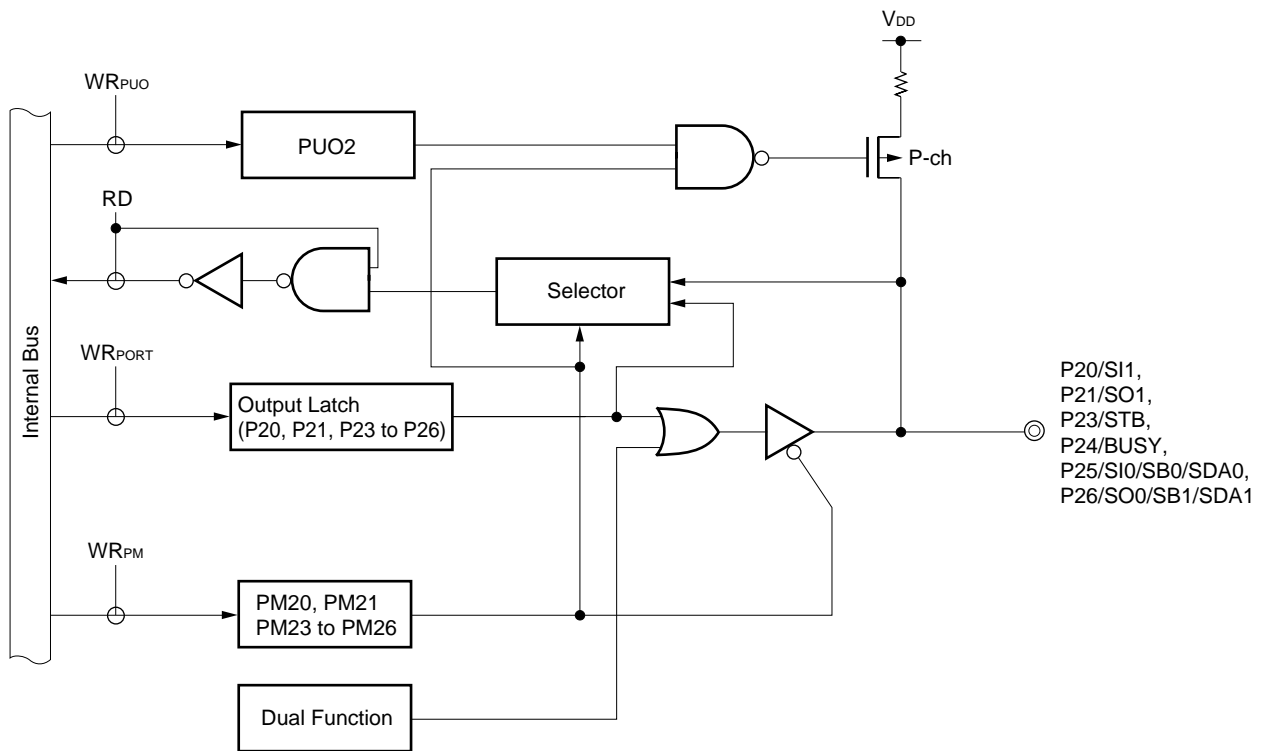 VDD
WRPUO
PUO2
P-ch
RD
Selector
Internal Bus
WRPORT
Output Latch
(P20, P21, P23 to P26)
P20/SI1,
P21/SO1,
P23/STB,
P24/BUSY,
P25/SI0/SB0/SDA0,
P26/SO0/SB1/SDA1
WRPM
PM20, PM21
PM23 to PM26
Dual Function